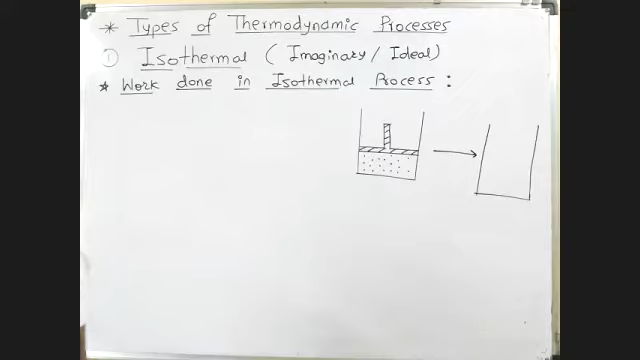 * Types of Thermodynamic Processes
① Isothermal ( Imaginary / Ideal )
* Work done in Isothermal Process :